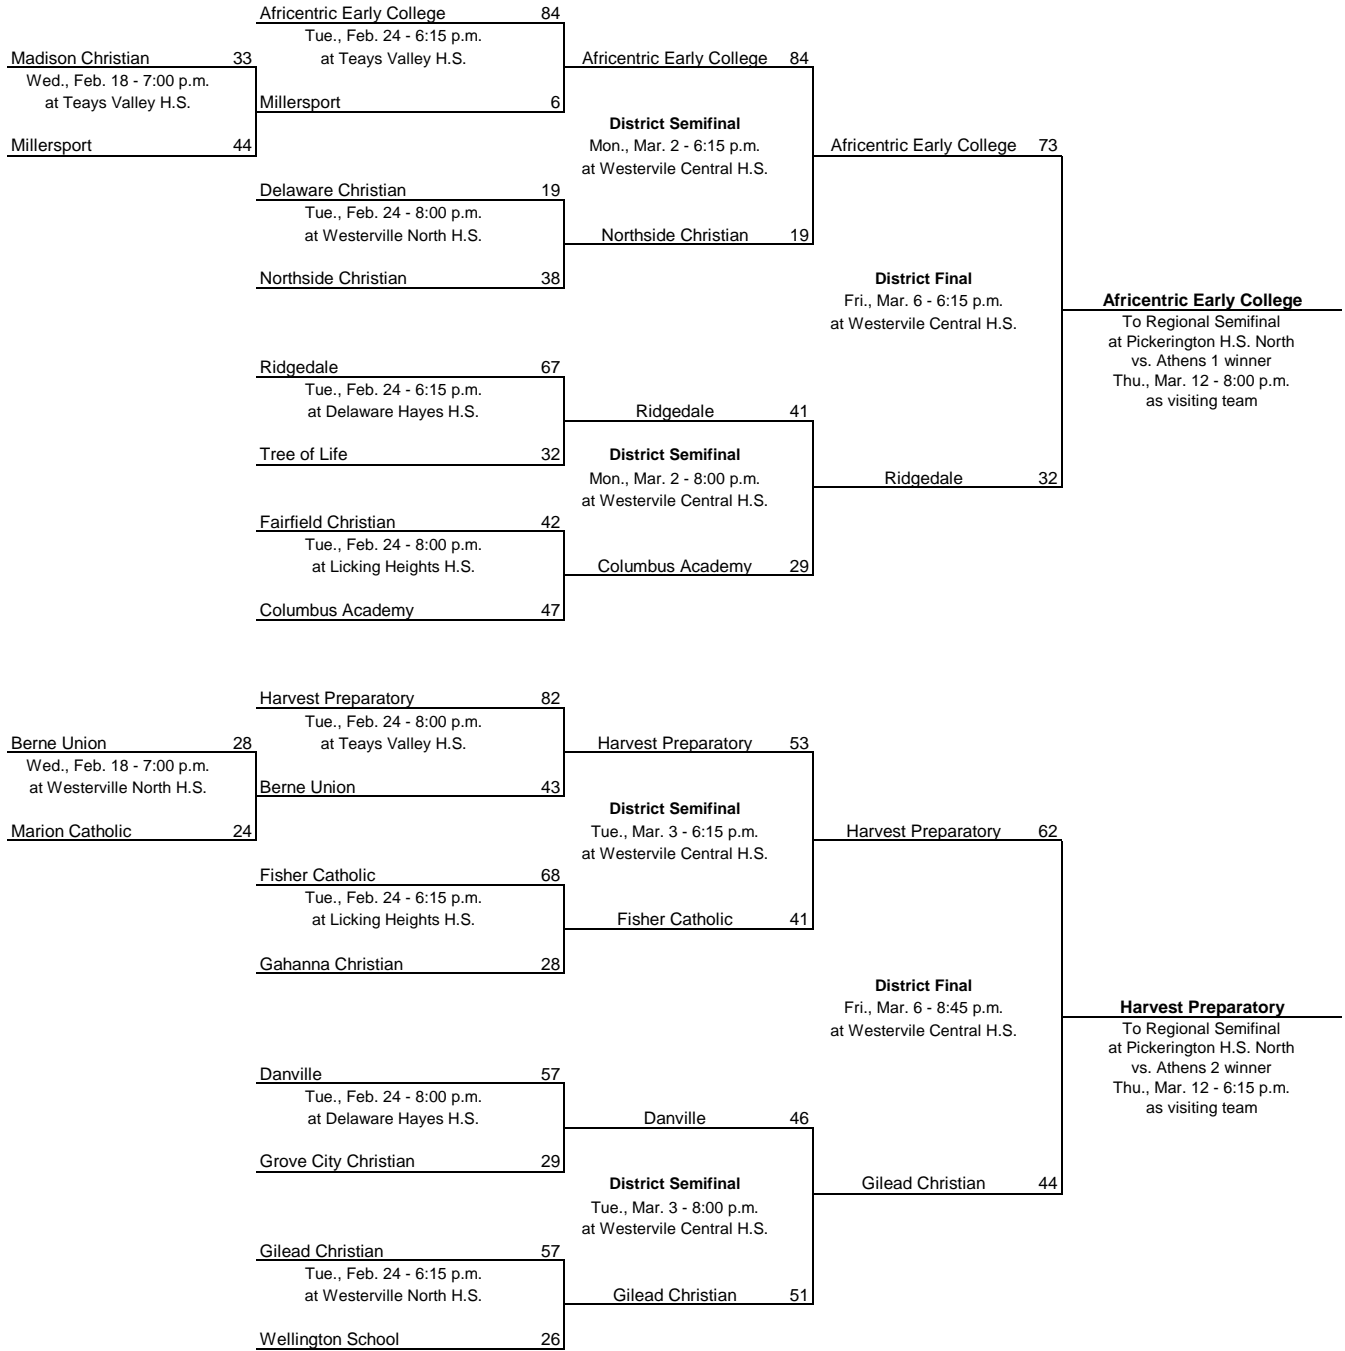 Africentric Early College 84
Tue., Feb. 24 - 6:15 p.m.
at Teays Valley H.S.
Madison Christian 33
Wed., Feb. 18 - 7:00 p.m.
at Teays Valley H.S.
Millersport 44
Millersport 6
Africentric Early College 84
District Semifinal
Mon., Mar. 2 - 6:15 p.m.
at Westervile Central H.S.
Northside Christian 19
Delaware Christian 19
Tue., Feb. 24 - 8:00 p.m.
at Westerville North H.S.
Northside Christian 38
Africentric Early College 73
District Final
Fri., Mar. 6 - 6:15 p.m.
at Westervile Central H.S.
Ridgedale 32
Africentric Early College
To Regional Semifinal
at Pickerington H.S. North
vs. Athens 1 winner
Thu., Mar. 12 - 8:00 p.m.
as visiting team
Ridgedale 67
Tue., Feb. 24 - 6:15 p.m.
at Delaware Hayes H.S.
Tree of Life 32
Ridgedale 41
District Semifinal
Mon., Mar. 2 - 8:00 p.m.
at Westervile Central H.S.
Columbus Academy 29
Fairfield Christian 42
Tue., Feb. 24 - 8:00 p.m.
at Licking Heights H.S.
Columbus Academy 47
Harvest Preparatory 82
Tue., Feb. 24 - 8:00 p.m.
at Teays Valley H.S.
Berne Union 28
Wed., Feb. 18 - 7:00 p.m.
at Westerville North H.S.
Marion Catholic 24
Berne Union 43
Harvest Preparatory 53
District Semifinal
Tue., Mar. 3 - 6:15 p.m.
at Westervile Central H.S.
Fisher Catholic 41
Fisher Catholic 68
Tue., Feb. 24 - 6:15 p.m.
at Licking Heights H.S.
Gahanna Christian 28
Harvest Preparatory 62
District Final
Fri., Mar. 6 - 8:45 p.m.
at Westervile Central H.S.
Gilead Christian 44
Harvest Preparatory
To Regional Semifinal
at Pickerington H.S. North
vs. Athens 2 winner
Thu., Mar. 12 - 6:15 p.m.
as visiting team
Danville 57
Tue., Feb. 24 - 8:00 p.m.
at Delaware Hayes H.S.
Grove City Christian 29
Danville 46
District Semifinal
Tue., Mar. 3 - 8:00 p.m.
at Westervile Central H.S.
Gilead Christian 51
Gilead Christian 57
Tue., Feb. 24 - 6:15 p.m.
at Westerville North H.S.
Wellington School 26